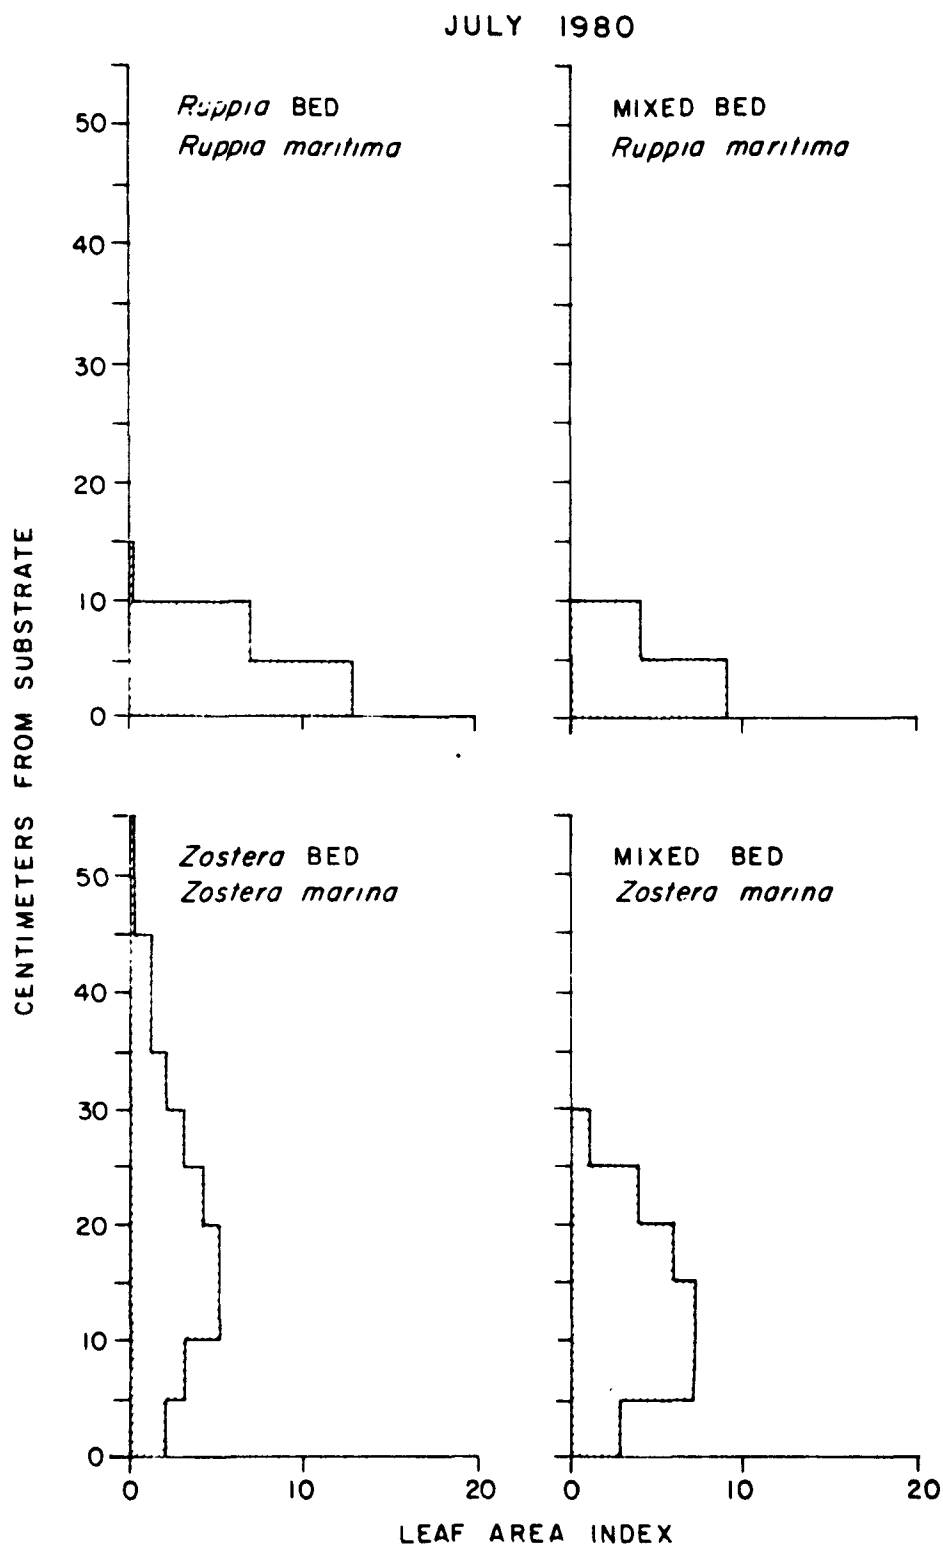 JULY 1980
Ruppia BED
Ruppia maritima
50
40
30
20
10
0
MIXED BED
Ruppia maritima
CENTIMETERS FROM SUBSTRATE
Zostera BED
Zostera marina
50
40
30
20
10
0
0 10 20
MIXED BED
Zostera marina
0 10 20
LEAF AREA INDEX